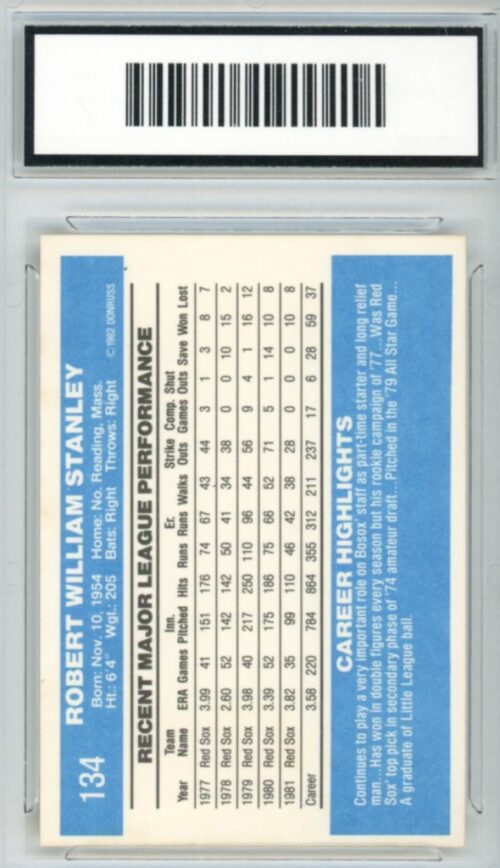 134
ROBERT WILLIAM STANLEY
Born: Nov. 10, 1954 Home: No. Reading, Mass.
Ht.: 6' 4" Wgt.: 205 Bats: Right Throws: Right © 1982 DONRUSS
RECENT MAJOR LEAGUE PERFORMANCE
Team Inn. Er. Strike Comp. Shut
Year Name ERA Games Pitched Hits Runs Runs Walks Outs Games Outs Save Won Lost
1977 Red Sox 3.99 41 151 176 74 67 43 44 3 1 3 8 7
1978 Red Sox 2.60 52 142 142 50 41 34 38 0 0 10 15 2
1979 Red Sox 3.98 40 217 250 110 96 44 56 9 4 1 16 12
1980 Red Sox 3.39 52 175 186 75 66 52 71 5 1 14 10 8
1981 Red Sox 3.82 35 99 110 46 42 38 28 0 0 0 10 8
Career 3.58 220 784 864 355 312 211 237 17 6 28 59 37
CAREER HIGHLIGHTS
Continues to play a very important role on Bosox' staff as part-time starter and long relief
man...Has won in double figures every season but his rookie campaign of '77...Was Red
Sox' top pick in secondary phase of '74 amateur draft...Pitched in the '79 All Star Game...
A graduate of Little League ball.